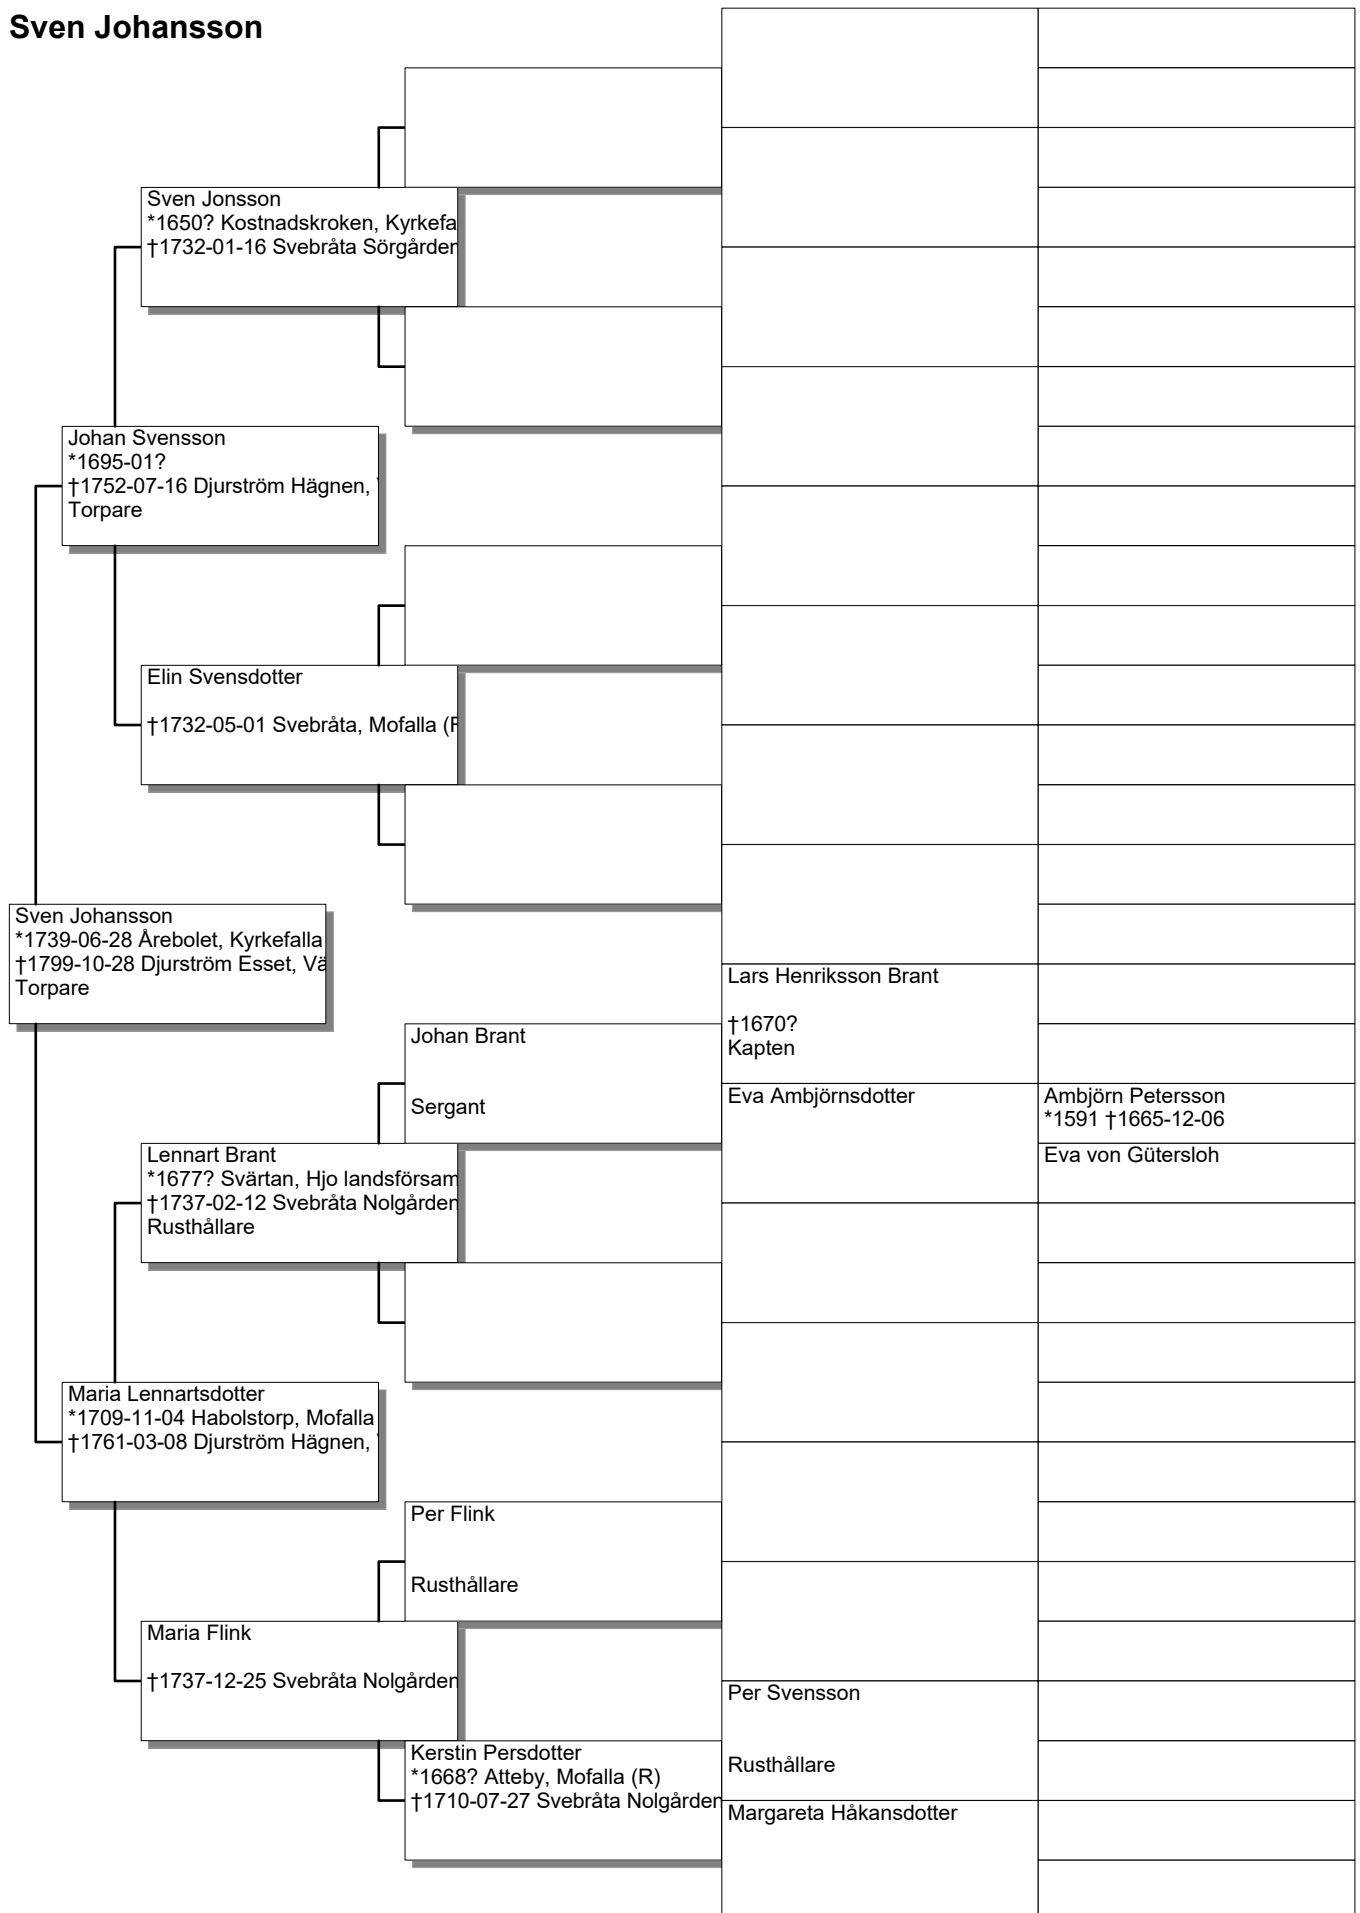 Sven Johansson
Sven Jonsson
*1650? Kostnadskroken, Kyrkefa
†1732-01-16 Svebråta Sörgården
Johan Svensson
*1695-01?
†1752-07-16 Djurström Hägnen,
Torpare
Elin Svensdotter
†1732-05-01 Svebråta, Mofalla (R
Sven Johansson
*1739-06-28 Årebolet, Kyrkefalla
†1799-10-28 Djurström Esset, Vä
Torpare
Lars Henriksson Brant
†1670?
Kapten
Johan Brant
Sergant
Eva Ambjörnsdotter
Ambjörn Petersson
*1591 †1665-12-06
Eva von Gütersloh
Lennart Brant
*1677? Svärtan, Hjo landsförsam
†1737-02-12 Svebråta Nolgården
Rusthållare
Maria Lennartsdotter
*1709-11-04 Habolstorp, Mofalla
†1761-03-08 Djurström Hägnen,
Per Flink
Rusthållare
Maria Flink
†1737-12-25 Svebråta Nolgården
Per Svensson
Rusthållare
Kerstin Persdotter
*1668? Atteby, Mofalla (R)
†1710-07-27 Svebråta Nolgården
Margareta Håkansdotter